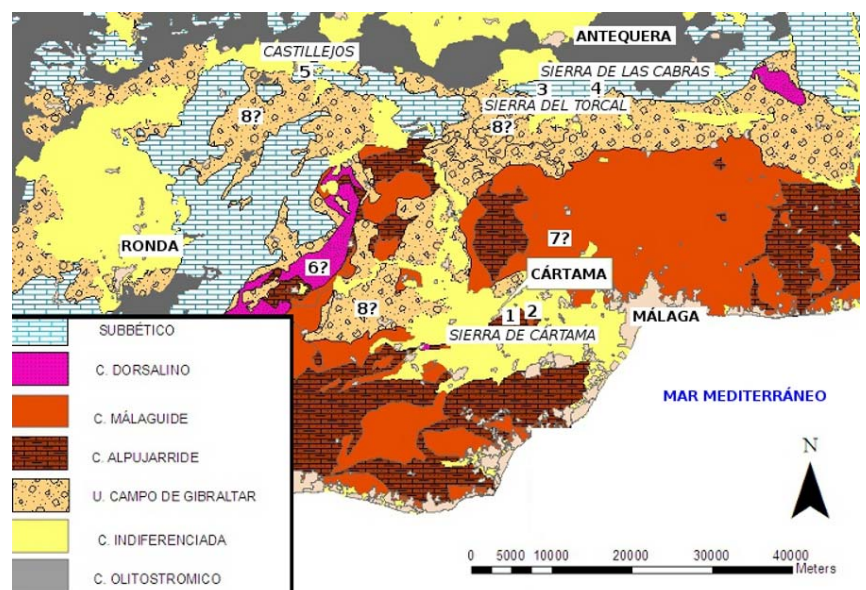 ANTEQUERA
CASTILLEJOS
5
SIERRA DE LAS CABRAS
3 4
SIERRA DEL TORCAL
8?
8?
RONDA
7?
6?
CÁRTAMA
8?
1 2
MÁLAGA
SIERRA DE CÁRTAMA
SUBBÉTICO
C. DORSALINO
MAR MEDITERRÁNEO
C. MÁLAGUIDE
C. ALPUJARRIDE
N
U. CAMPO DE GIBRALTAR
C. INDIFERENCIADA
0 5000 10000 20000 30000 40000
Meters
C. OLITOSTROMICO